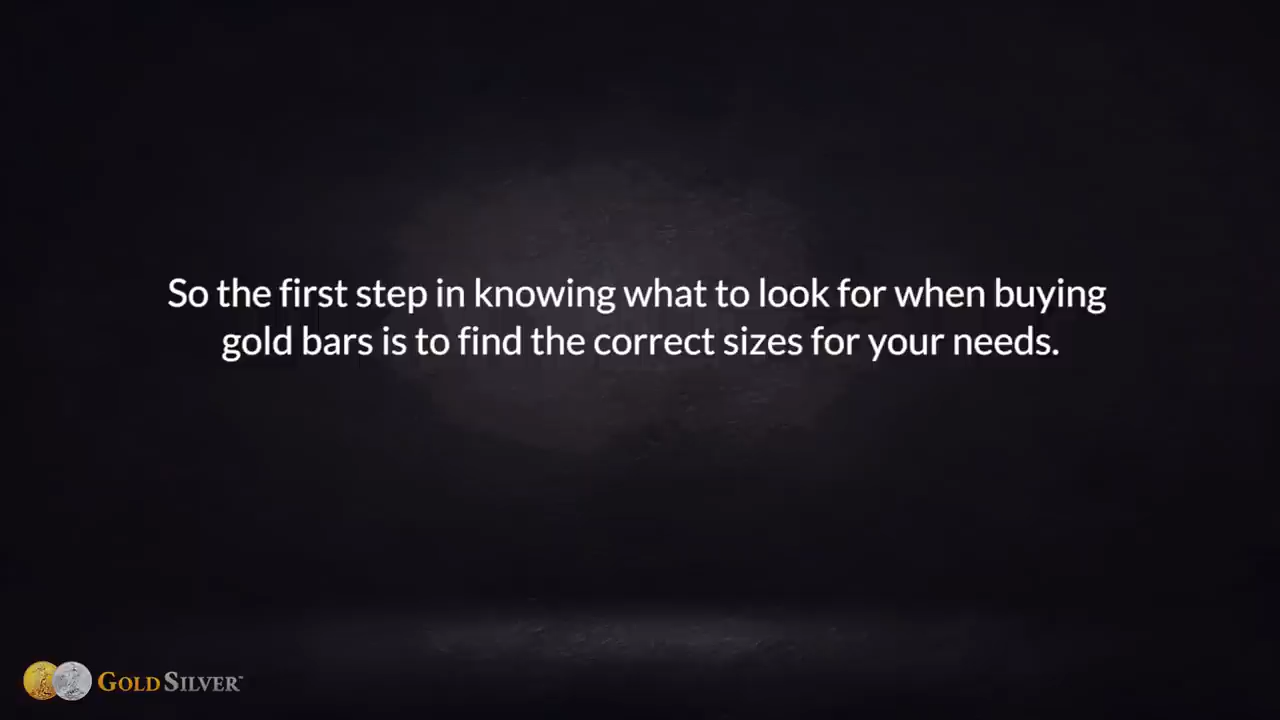 So the first step in knowing what to look for when buying
gold bars is to find the correct sizes for your needs.
GOLD SILVER™